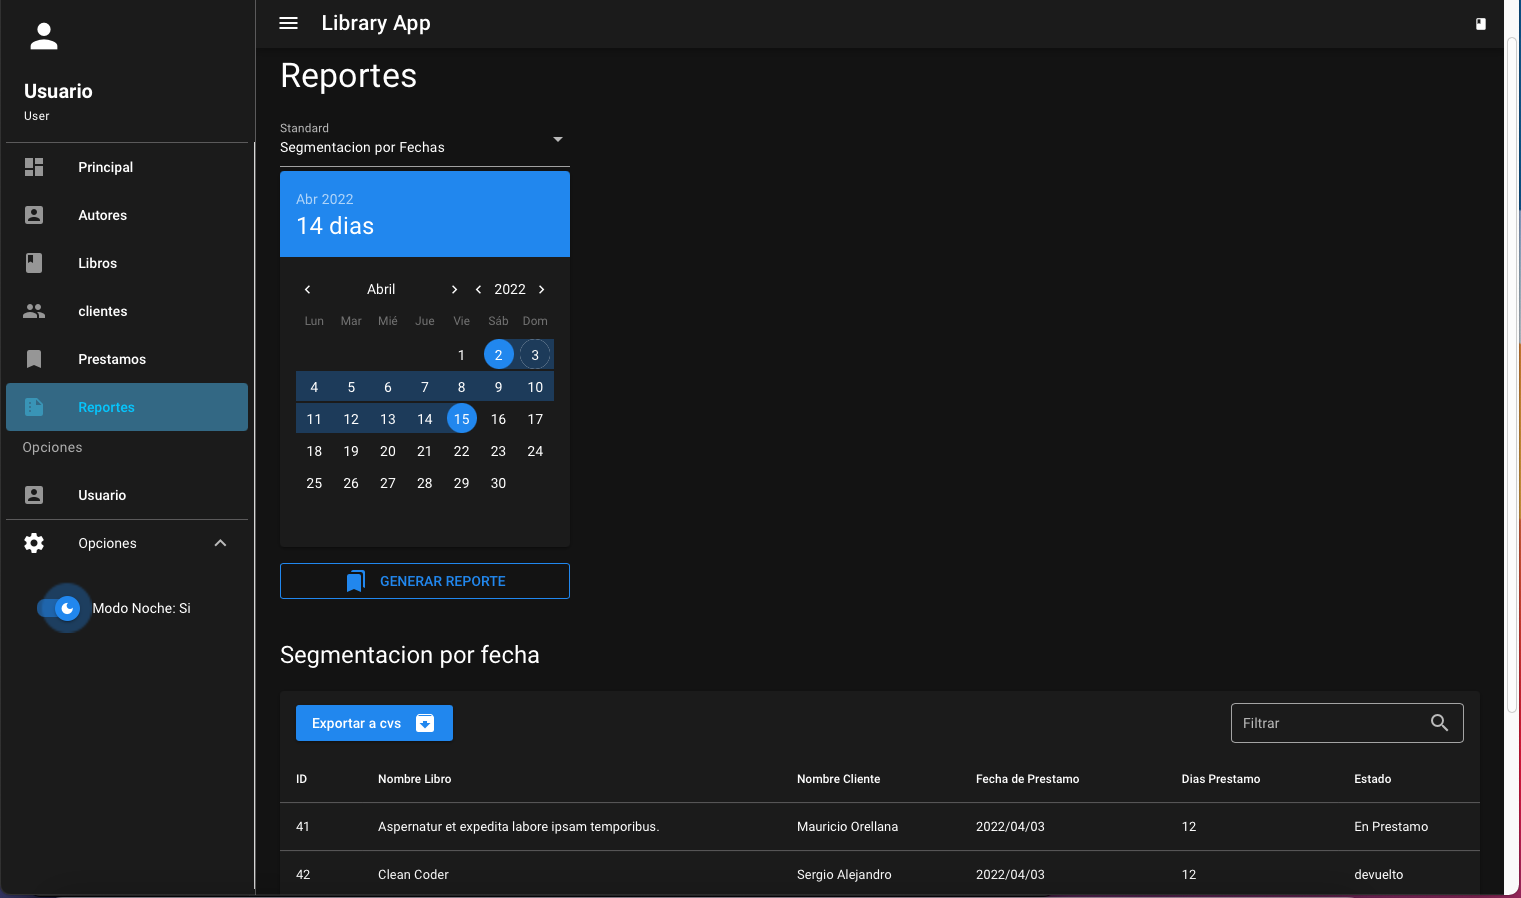 Library App
Usuario
User
Principal
Autores
Libros
clientes
Prestamos
Reportes
Opciones
Usuario
Opciones
Modo Noche: Si
Reportes
Standard
Segmentacion por Fechas
Abr 2022
14 dias
Abril 2022
Lun Mar Mié Jue Vie Sáb Dom
1 2 3
4 5 6 7 8 9 10
11 12 13 14 15 16 17
18 19 20 21 22 23 24
25 26 27 28 29 30
GENERAR REPORTE
Segmentacion por fecha
Exportar a cvs
Filtrar
ID Nombre Libro Nombre Cliente Fecha de Prestamo Dias Prestamo Estado
41 Aspernatur et expedita labore ipsam temporibus. Mauricio Orellana 2022/04/03 12 En Prestamo
42 Clean Coder Sergio Alejandro 2022/04/03 12 devuelto